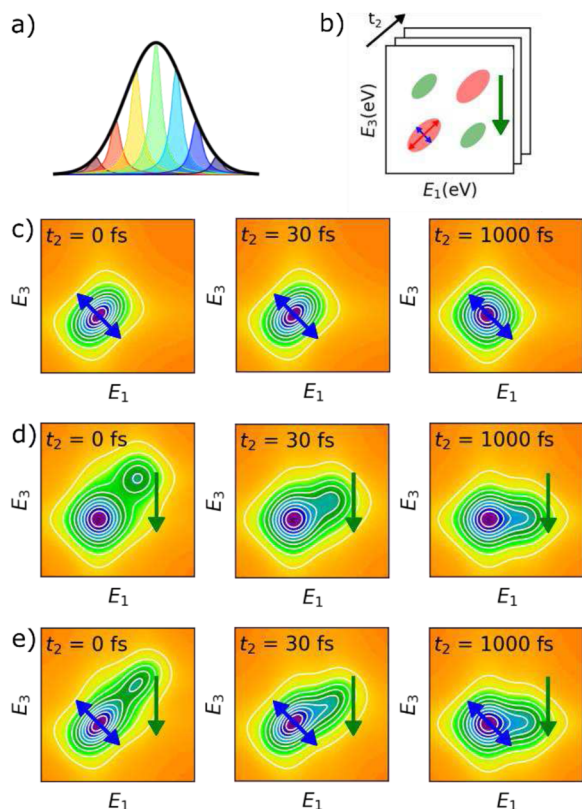 a)
b)
t₂
E₃(eV)
E₁(eV)
c)
t₂ = 0 fs
t₂ = 30 fs
t₂ = 1000 fs
E₃
E₃
E₃
E₁
E₁
E₁
d)
t₂ = 0 fs
t₂ = 30 fs
t₂ = 1000 fs
E₃
E₃
E₃
E₁
E₁
E₁
e)
t₂ = 0 fs
t₂ = 30 fs
t₂ = 1000 fs
E₃
E₃
E₃
E₁
E₁
E₁